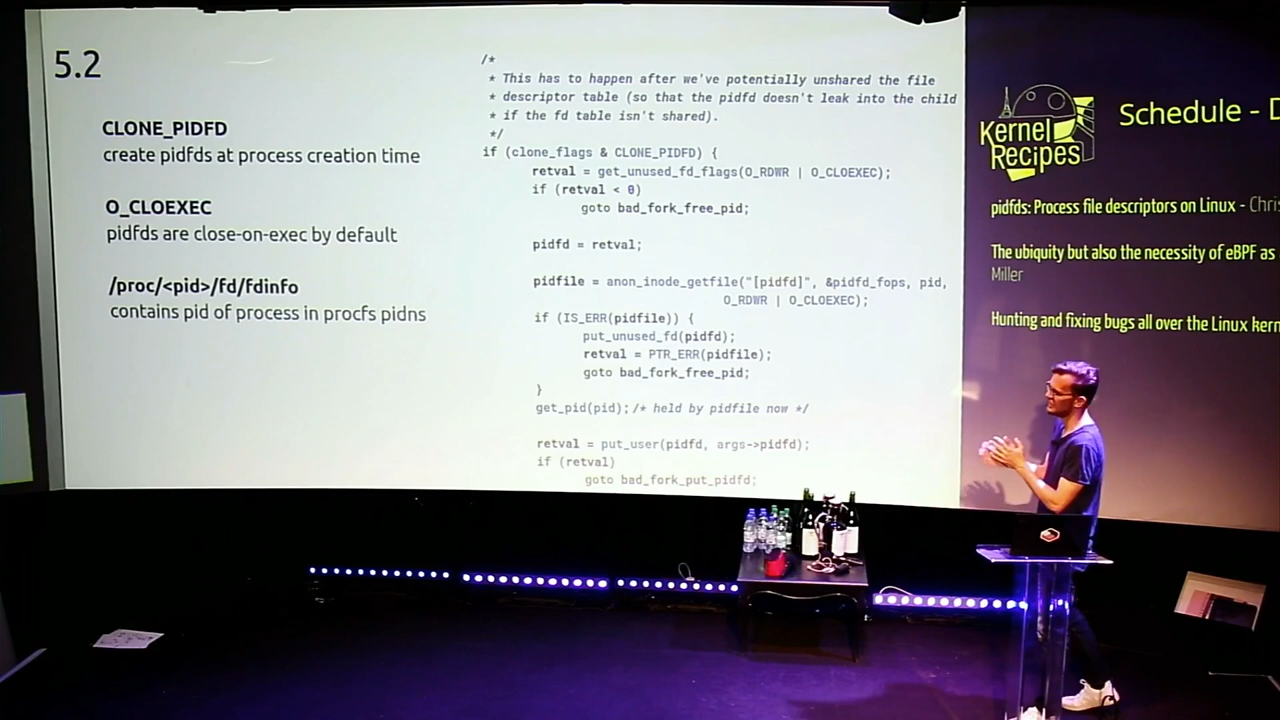 5.2
CLONE_PIDFD
create pidfds at process creation time
O_CLOEXEC
pidfds are close-on-exec by default
/proc/<pid>/fd/fdinfo
contains pid of process in procfs pidns
/*
* This has to happen after we've potentially unshared the file
* descriptor table (so that the pidfd doesn't leak into the child
* if the fd table isn't shared).
*/
if (clone_flags & CLONE_PIDFD) {
retval = get_unused_fd_flags(O_RDWR | O_CLOEXEC);
if (retval < 0)
goto bad_fork_free_pid;
pidfd = retval;
pidfile = anon_inode_getfile("[pidfd]", &pidfd_fops, pid,
O_RDWR | O_CLOEXEC);
if (IS_ERR(pidfile)) {
put_unused_fd(pidfd);
retval = PTR_ERR(pidfile);
goto bad_fork_free_pid;
}
get_pid(pid); /* held by pidfile now */
retval = put_user(pidfd, args->pidfd);
if (retval)
goto bad_fork_put_pidfd;
Kernel
Recipes
Schedule - D
pidfds: Process file descriptors on Linux - Chris
The ubiquity but also the necessity of eBPF as
Miller
Hunting and fixing bugs all over the Linux kern